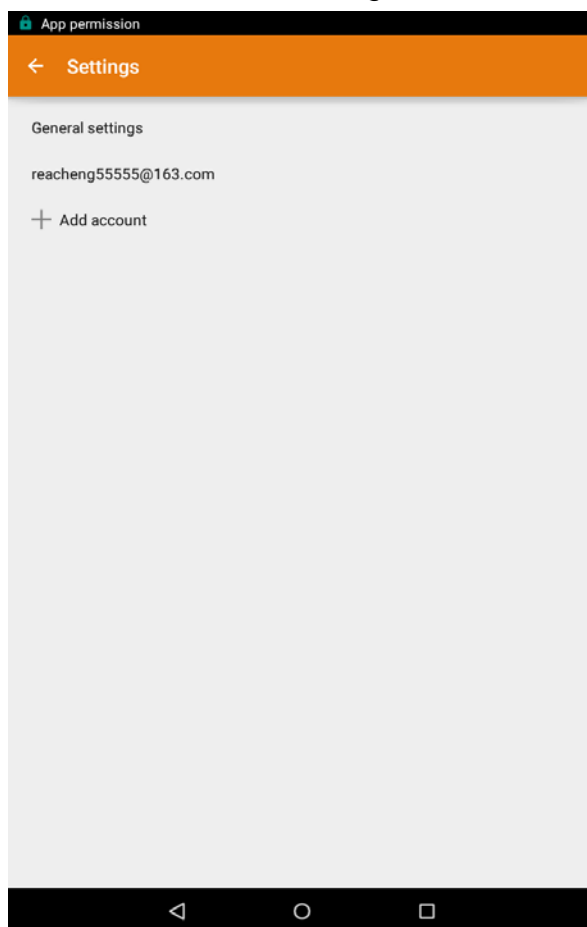 App permission
Settings
General settings
reacheng55555@163.com
Add account